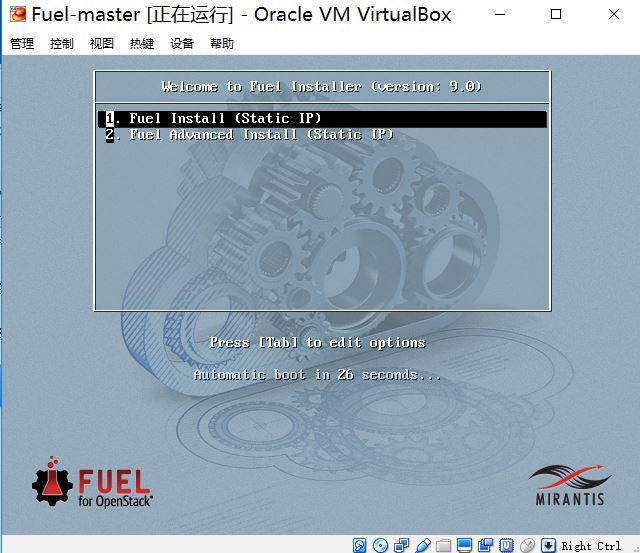 Fuel-master [正在运行] - Oracle VM VirtualBox
管理 控制 视图 热键 设备 帮助
Welcome to Fuel Installer (version: 9.0)
1. Fuel Install (Static IP)
2. Fuel Advanced Install (Static IP)
Press [Tab] to edit options
Automatic boot in 26 seconds...
FUEL
for OpenStack
MIRANTIS
Right Ctrl